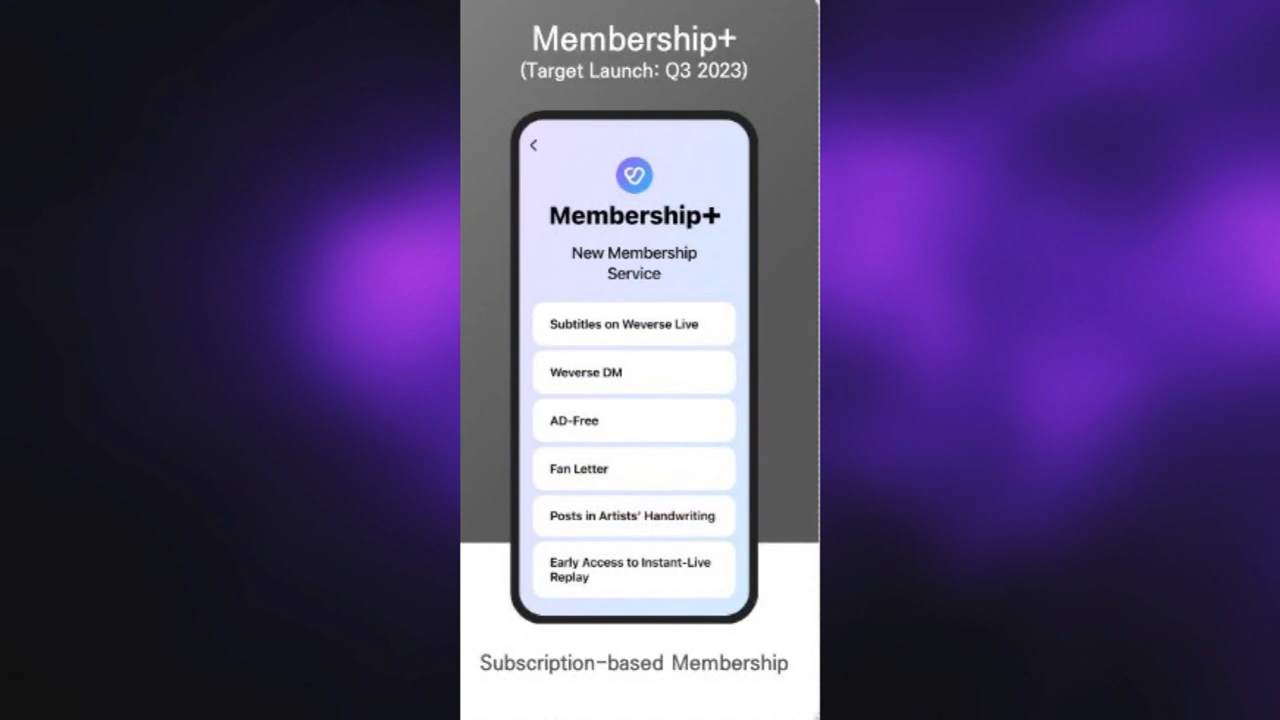 Membership+
(Target Launch: Q3 2023)
Membership+
New Membership
Service
Subtitles on Weverse Live
Weverse DM
AD-Free
Fan Letter
Posts in Artists' Handwriting
Early Access to Instant-Live
Replay
Subscription-based Membership